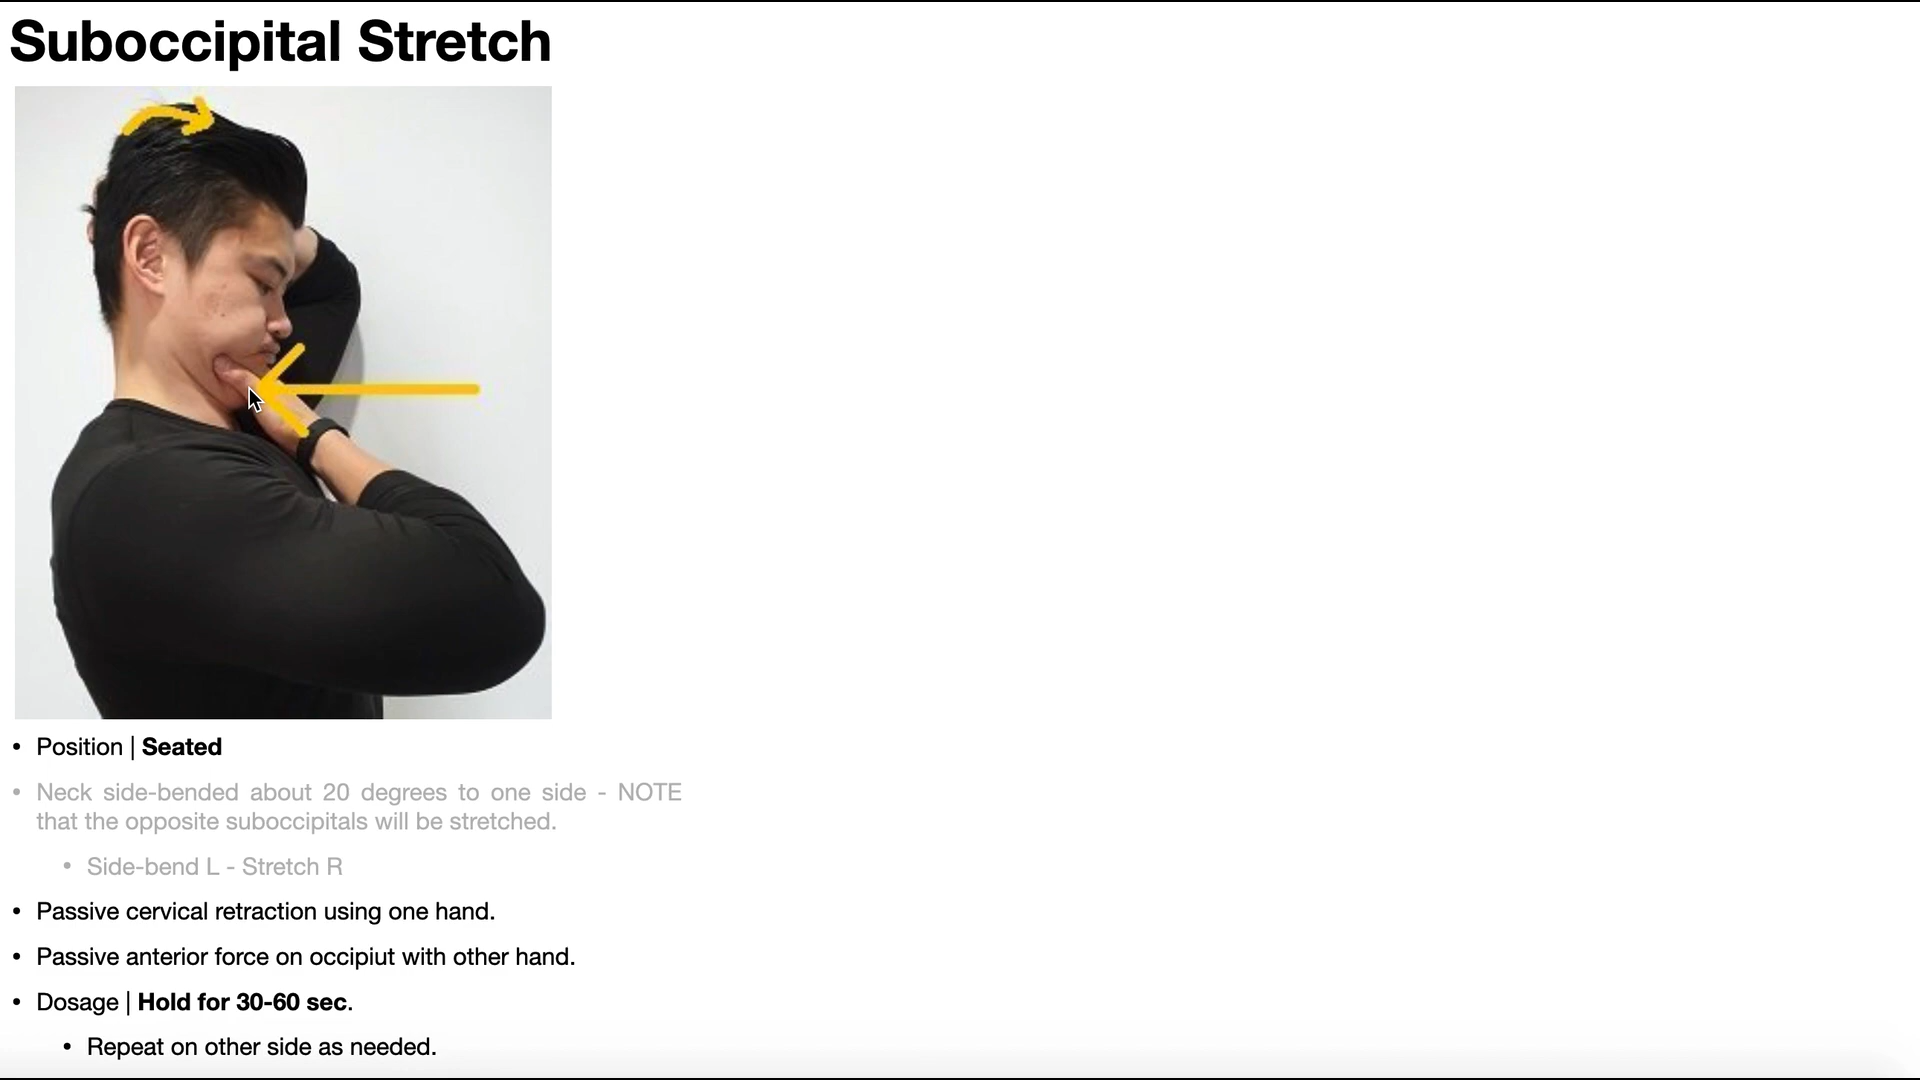 Suboccipital Stretch
• Position | Seated
• Neck side-bended about 20 degrees to one side - NOTE
that the opposite suboccipitals will be stretched.
• Side-bend L - Stretch R
• Passive cervical retraction using one hand.
• Passive anterior force on occipiut with other hand.
• Dosage | Hold for 30-60 sec.
• Repeat on other side as needed.